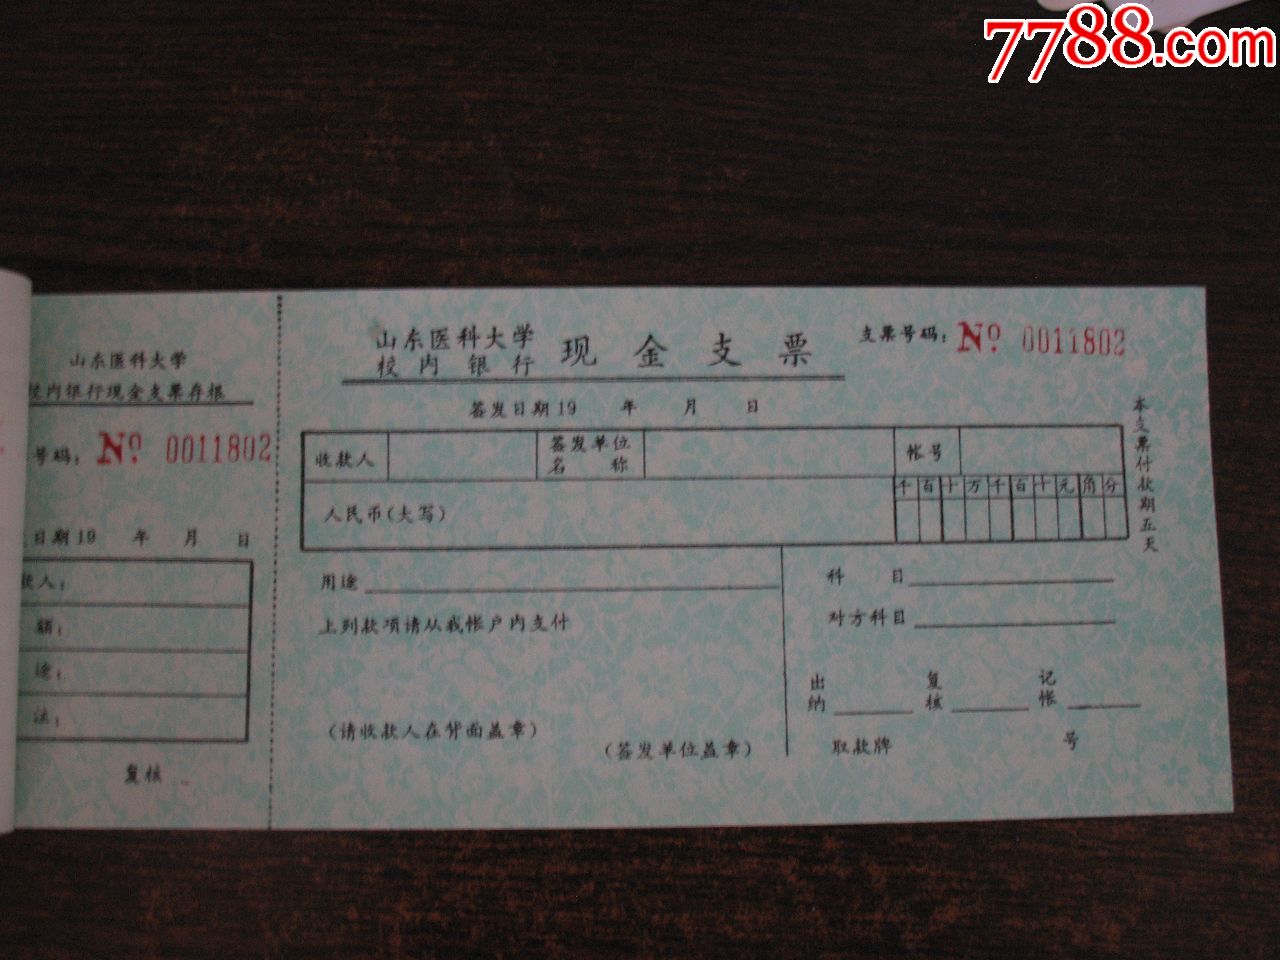 7788.com
山东医科大学
校内银行现金支票存根
号码：
No 0011802
日期19 年 月 日
款人：
额：
途：
注：
复核
山东医科大学
校内银行
现金支票
支票号码：No 0011802
签发日期19 年 月 日
收款人
签发单位
名称
帐号
人民币(大写)
千百十万千百十元角分
本支票付款期五天
用途
上列款项请从我帐户内支付
(请收款人在背面盖章)
(签发单位盖章)
科目
对方科目
出纳
复核
记帐
取款牌 号